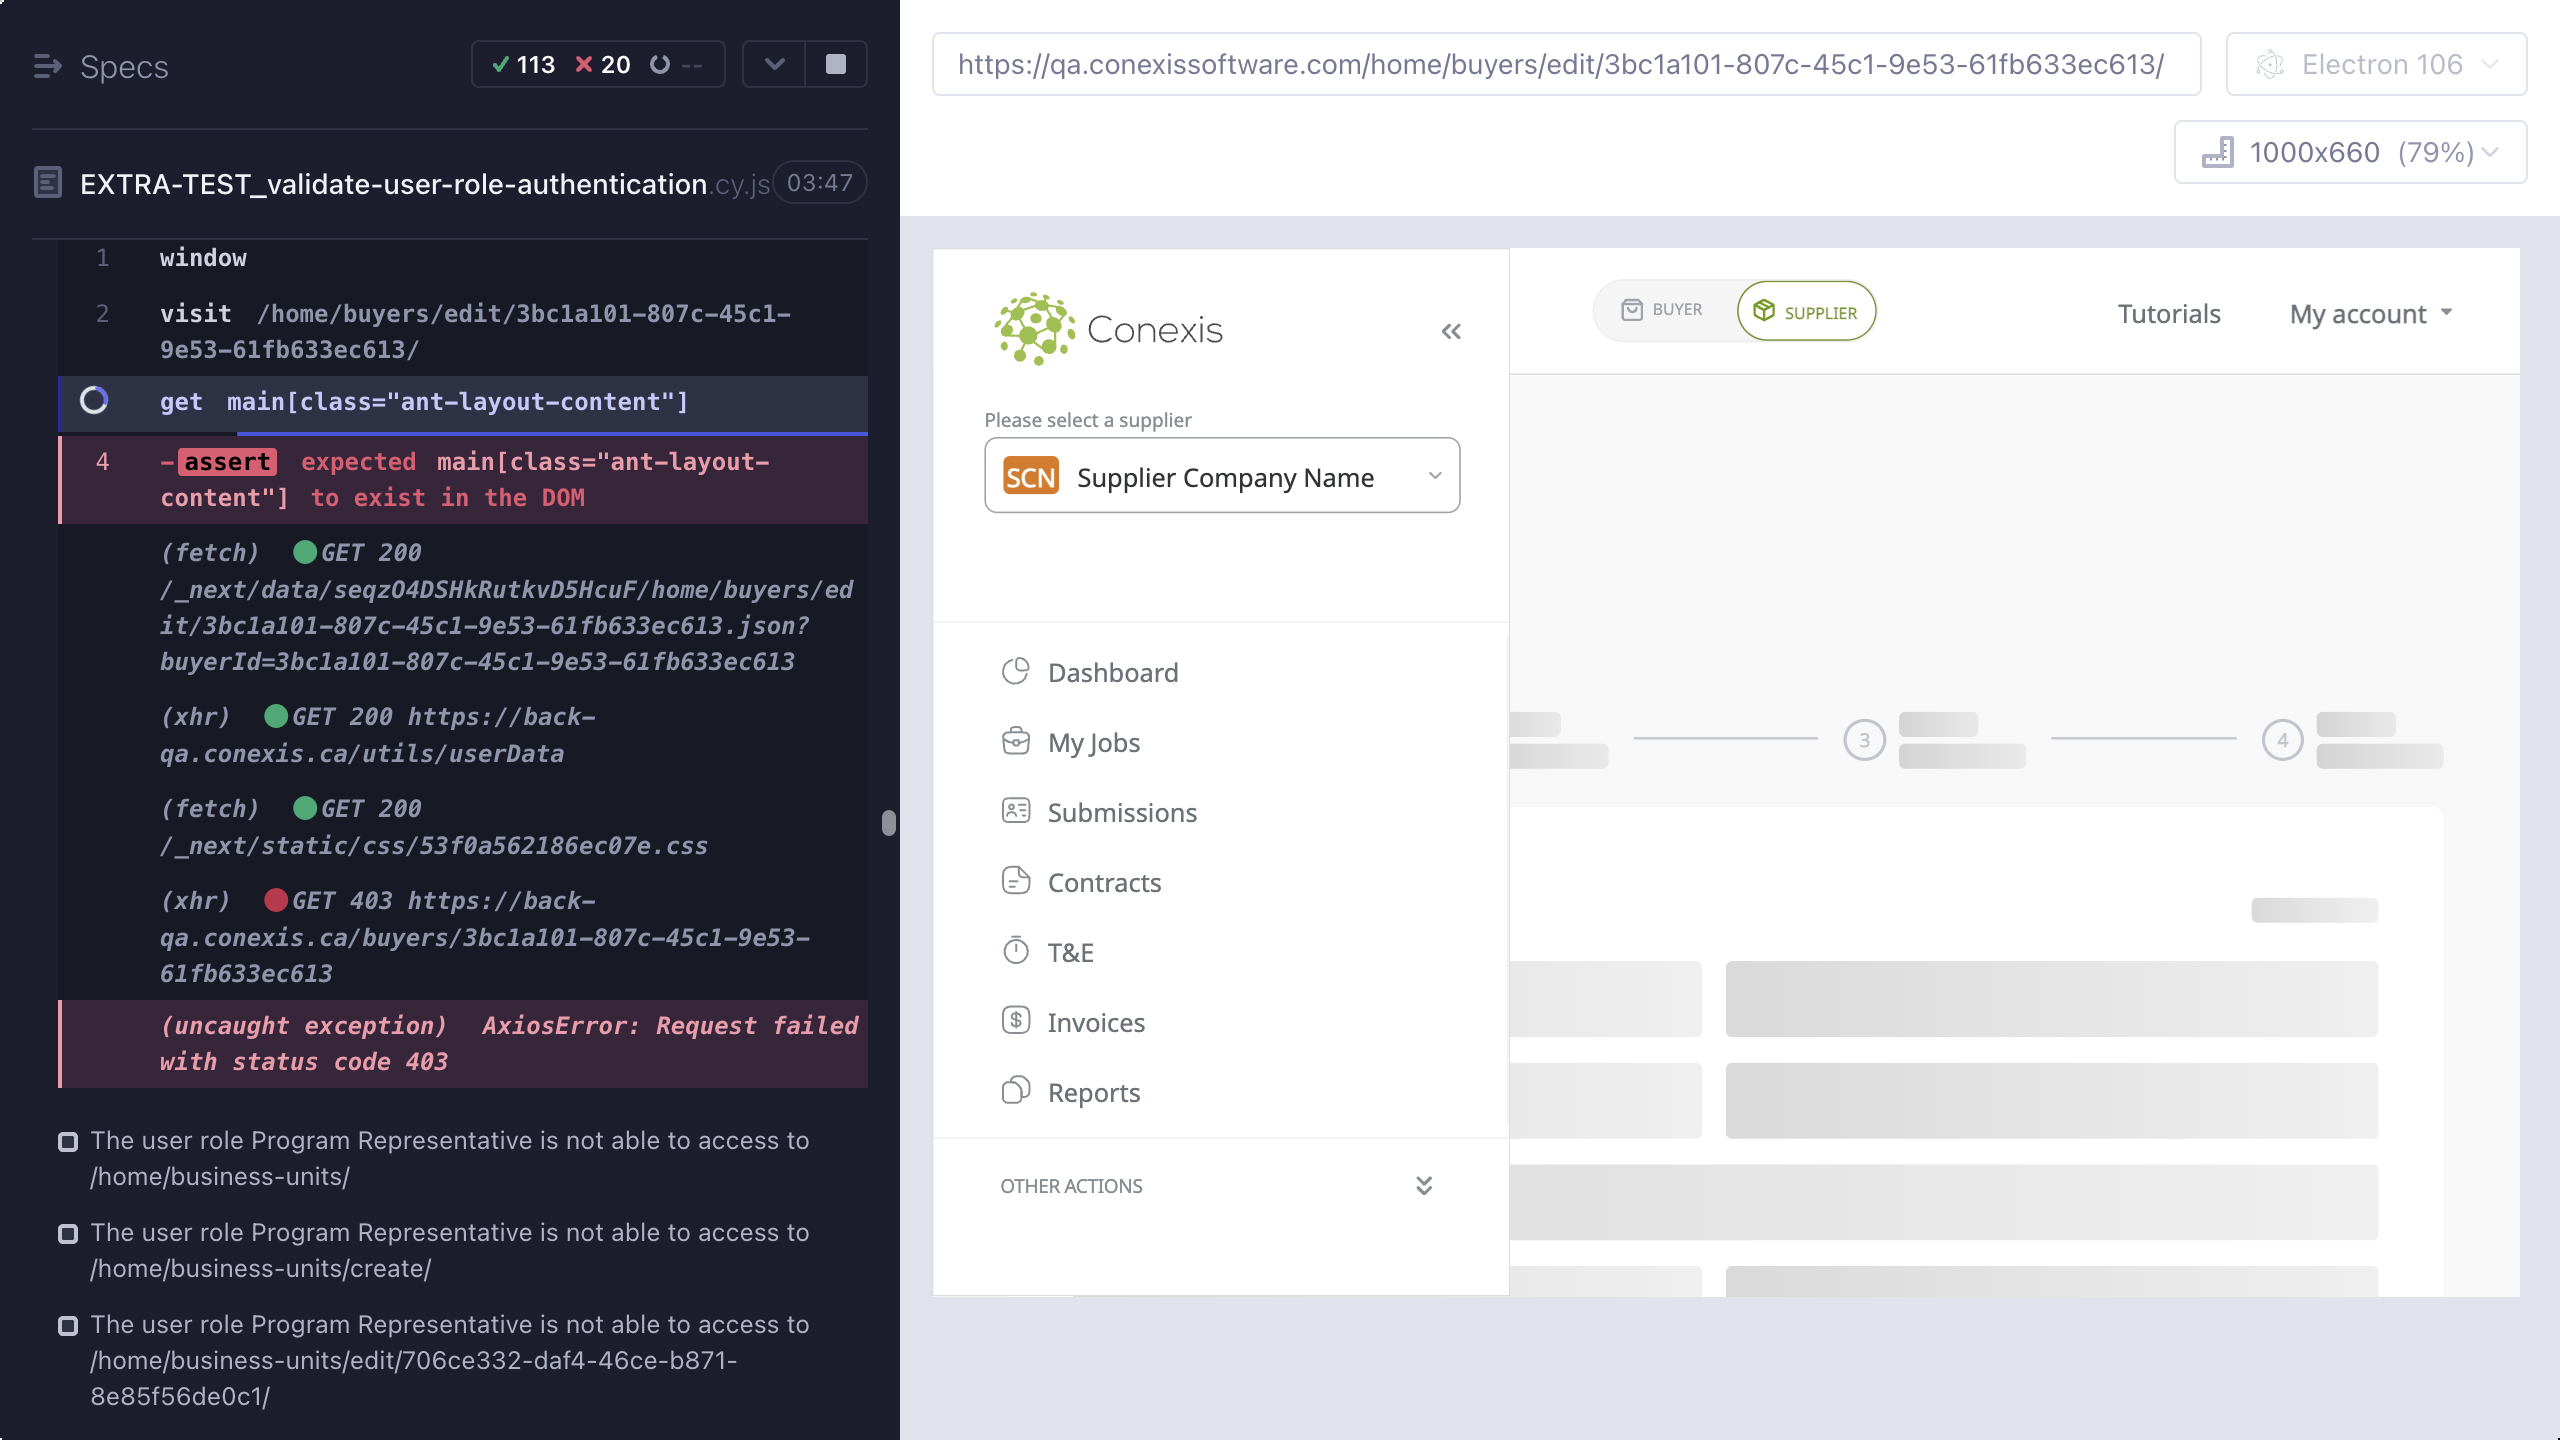 Specs
113 20 --
EXTRA-TEST_validate-user-role-authentication.cy.js 03:47
1 window
2 visit /home/buyers/edit/3bc1a101-807c-45c1-
9e53-61fb633ec613/
get main[class="ant-layout-content"]
4 -assert expected main[class="ant-layout-
content"] to exist in the DOM
(fetch) GET 200
/_next/data/seqzO4DSHkRutkvD5HcuF/home/buyers/ed
it/3bc1a101-807c-45c1-9e53-61fb633ec613.json?
buyerId=3bc1a101-807c-45c1-9e53-61fb633ec613
(xhr) GET 200 https://back-
qa.conexis.ca/utils/userData
(fetch) GET 200
/_next/static/css/53f0a562186ec07e.css
(xhr) GET 403 https://back-
qa.conexis.ca/buyers/3bc1a101-807c-45c1-9e53-
61fb633ec613
(uncaught exception) AxiosError: Request failed
with status code 403
The user role Program Representative is not able to access to
/home/business-units/
The user role Program Representative is not able to access to
/home/business-units/create/
The user role Program Representative is not able to access to
/home/business-units/edit/706ce332-daf4-46ce-b871-
8e85f56de0c1/
https://qa.conexissoftware.com/home/buyers/edit/3bc1a101-807c-45c1-9e53-61fb633ec613/
Electron 106
1000x660 (79%)
Conexis
BUYER SUPPLIER
Tutorials My account
Please select a supplier
SCN Supplier Company Name
Dashboard
My Jobs
Submissions
Contracts
T&E
Invoices
Reports
OTHER ACTIONS
3 4